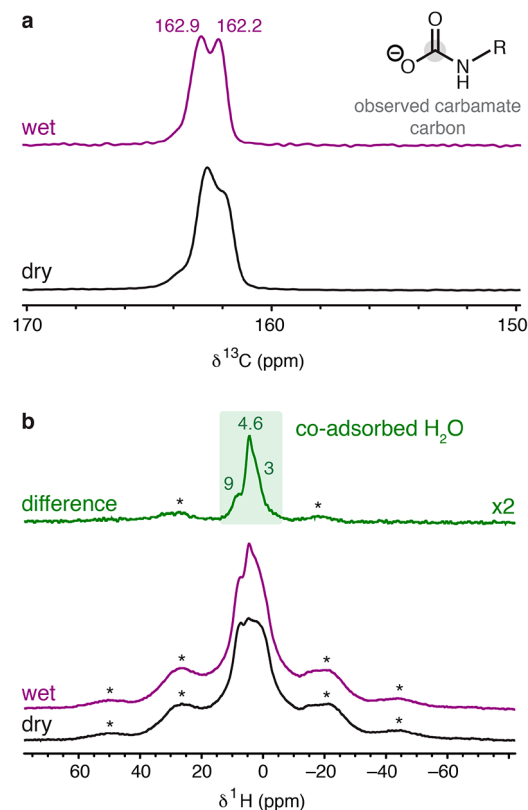 a
162.9 162.2
O
⊖
O
N
H
R
observed carbamate
carbon
wet
dry
170
160
150
δ¹³C (ppm)
b
4.6
co-adsorbed H₂O
9
3
difference
*
*
x2
wet
*
*
*
*
dry
*
*
*
*
80 60 40 20 0 −20 −40 −60
δ¹H (ppm)